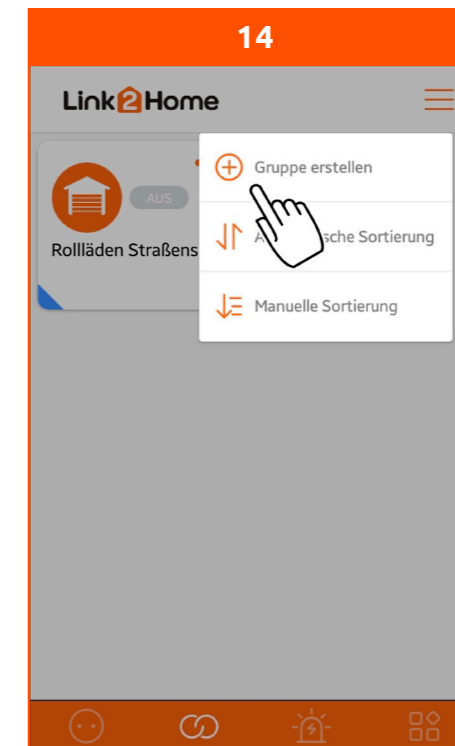 14
Link2Home
Gruppe erstellen
AUS
Rollläden Straßens
sche Sortierung
Manuelle Sortierung